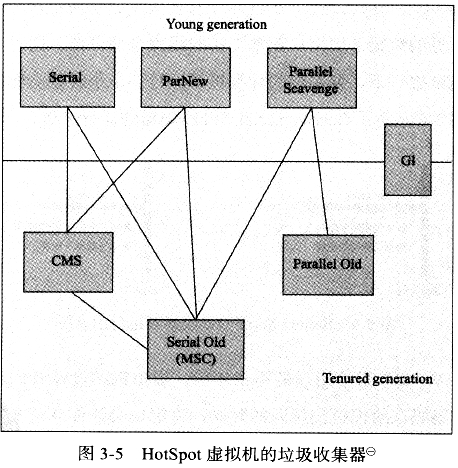 Young generation
Serial
ParNew
Parallel
Scavenge
G1
CMS
Parallel Old
Serial Old
(MSC)
Tenured generation
图 3-5 HotSpot 虚拟机的垃圾收集器⊖